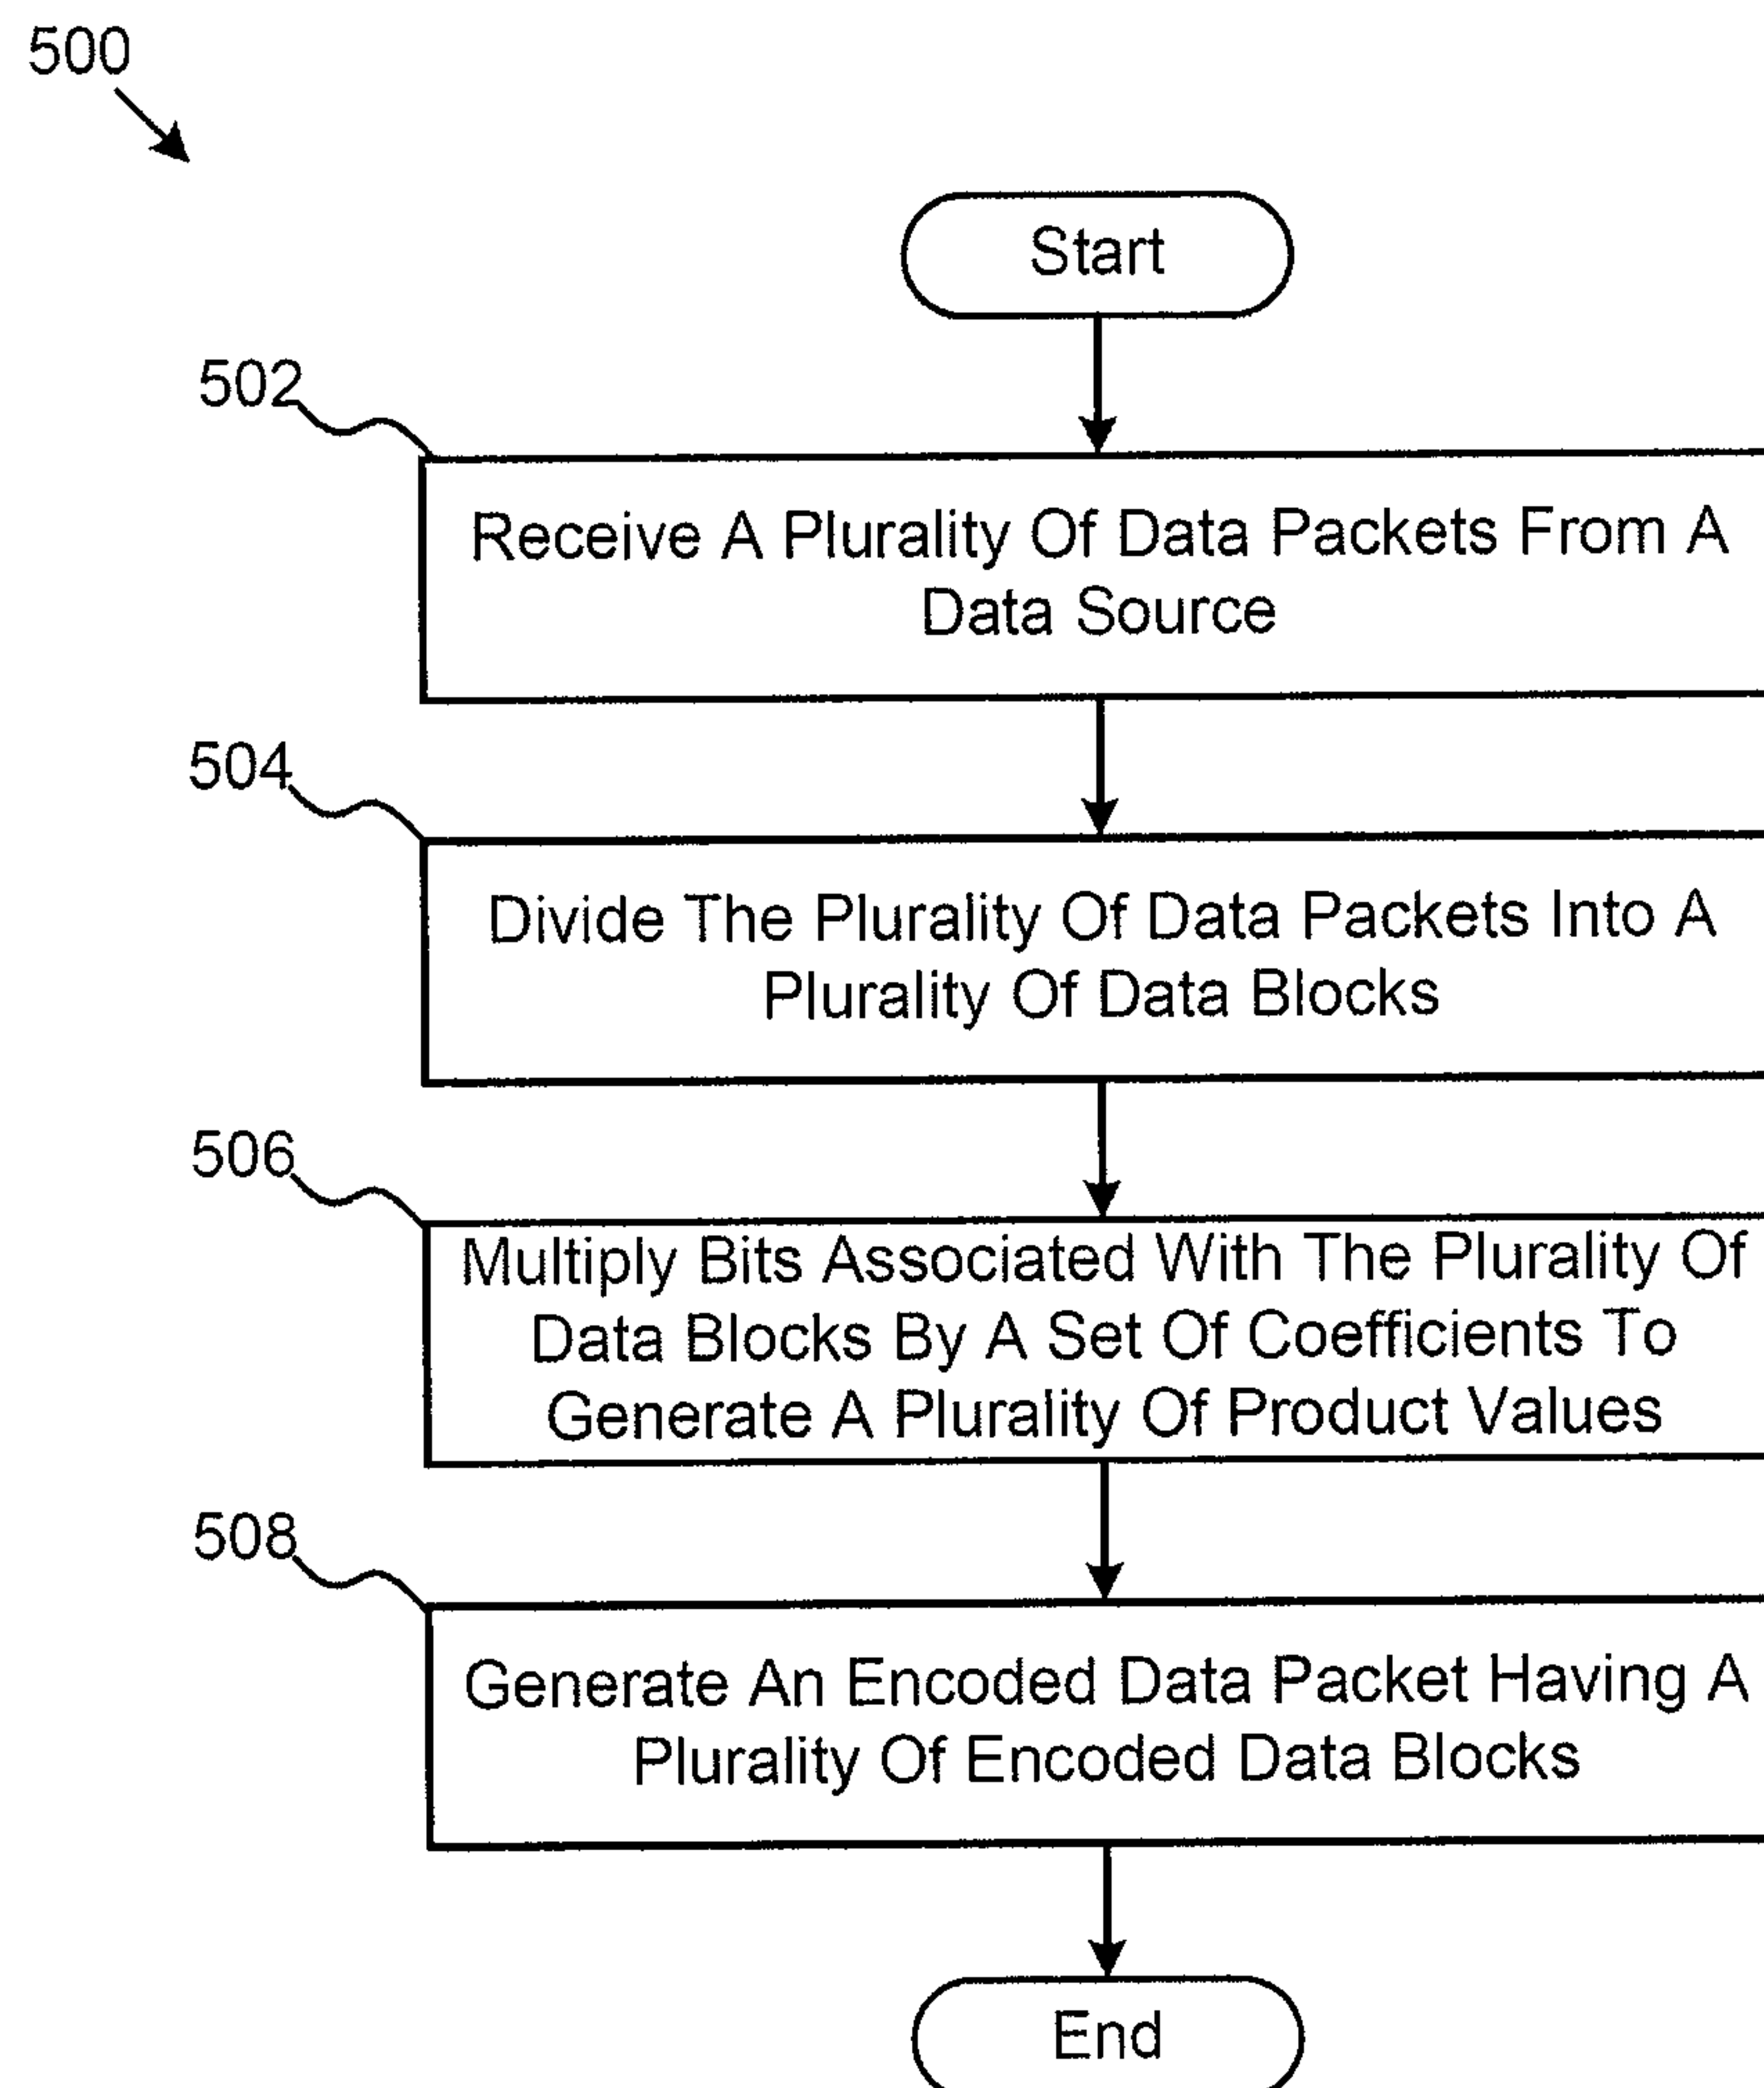 500
Start
502
Receive A Plurality Of Data Packets From A
Data Source
504
Divide The Plurality Of Data Packets Into A
Plurality Of Data Blocks
506
Multiply Bits Associated With The Plurality Of
Data Blocks By A Set Of Coefficients To
Generate A Plurality Of Product Values
508
Generate An Encoded Data Packet Having A
Plurality Of Encoded Data Blocks
End